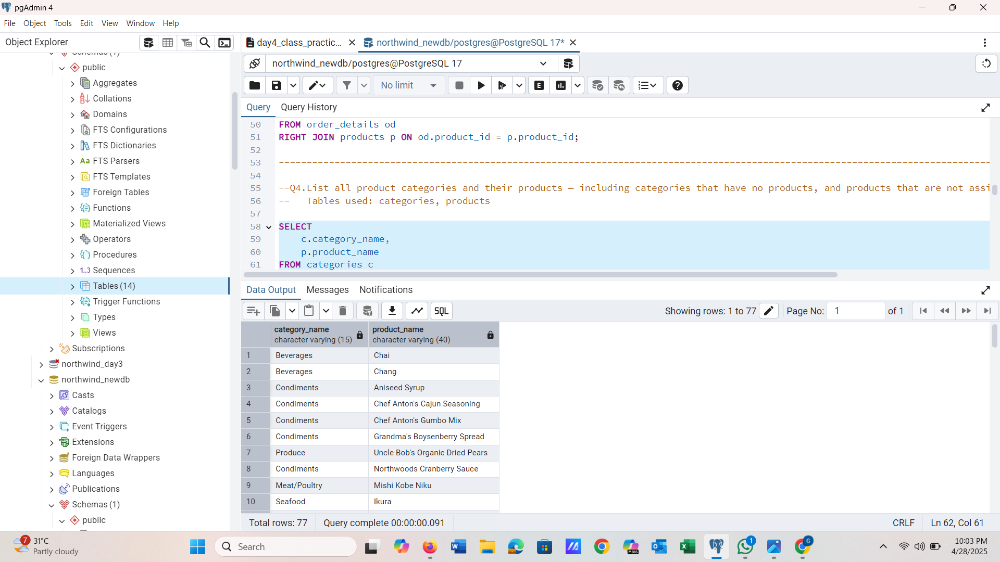 pgAdmin 4
File Object Tools Edit View Window Help
Object Explorer
day4_class_practic...
northwind_newdb/postgres@PostgreSQL 17*
Schemas (1)
public
Aggregates
Collations
Domains
FTS Configurations
FTS Dictionaries
Aa FTS Parsers
FTS Templates
Foreign Tables
Functions
Materialized Views
Operators
Procedures
1..3 Sequences
Tables (14)
Trigger Functions
Types
Views
Subscriptions
northwind_day3
northwind_newdb
Casts
Catalogs
Event Triggers
Extensions
Foreign Data Wrappers
Languages
Publications
Schemas (1)
public
northwind_newdb/postgres@PostgreSQL 17
No limit
E
Query Query History
50 FROM order_details od
51 RIGHT JOIN products p ON od.product_id = p.product_id;
52
53 --------------------------------------------------------------------------------------------------------------------------------
54
55 --Q4.List all product categories and their products — including categories that have no products, and products that are not assi
56 --   Tables used: categories, products
57
58 SELECT
59     c.category_name,
60     p.product_name
61 FROM categories c
Data Output Messages Notifications
SQL
Showing rows: 1 to 77
Page No: 1 of 1
category_name character varying (15)
product_name character varying (40)
1 Beverages Chai
2 Beverages Chang
3 Condiments Aniseed Syrup
4 Condiments Chef Anton's Cajun Seasoning
5 Condiments Chef Anton's Gumbo Mix
6 Condiments Grandma's Boysenberry Spread
7 Produce Uncle Bob's Organic Dried Pears
8 Condiments Northwoods Cranberry Sauce
9 Meat/Poultry Mishi Kobe Niku
10 Seafood Ikura
Total rows: 77 Query complete 00:00:00.091
CRLF Ln 62, Col 61
7
31°C
Partly cloudy
Search
M365
1
G
10:03 PM
4/28/2025